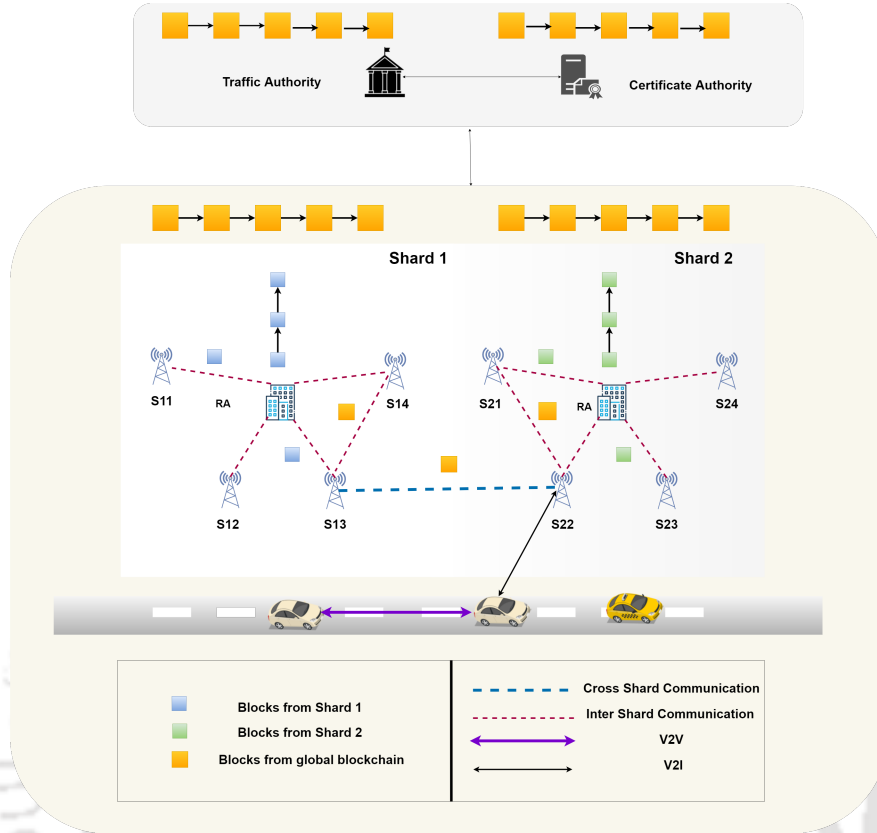 Traffic Authority
Certificate Authority
Shard 1
Shard 2
S11
RA
S14
S21
RA
S24
S12
S13
S22
S23
Blocks from Shard 1
Blocks from Shard 2
Blocks from global blockchain
Cross Shard Communication
Inter Shard Communication
V2V
V2I